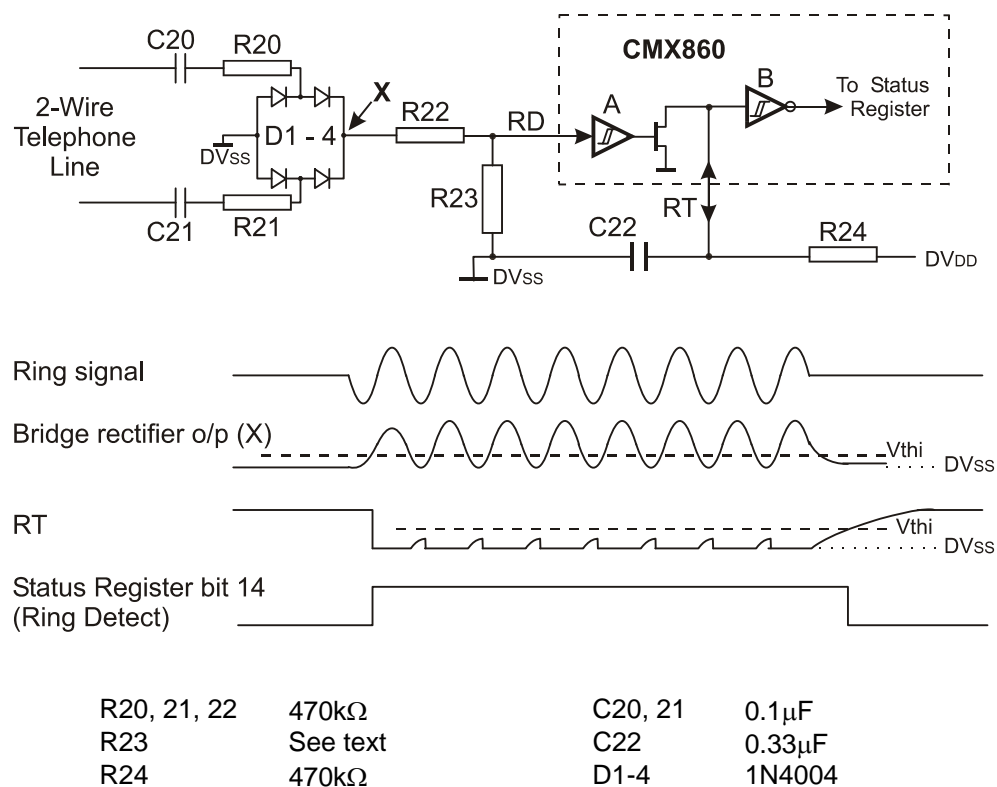 C20
R20
CMX860
2-Wire
Telephone
Line
X
R22
RD
A
B
To Status
Register
D1 - 4
DVSS
C21
R21
R23
C22
RT
R24
DVSS
DVDD
Ring signal
Bridge rectifier o/p (X)
Vthi
DVSS
RT
Vthi
DVSS
Status Register bit 14
(Ring Detect)
R20, 21, 22 470kΩ C20, 21 0.1μF
R23 See text C22 0.33μF
R24 470kΩ D1-4 1N4004